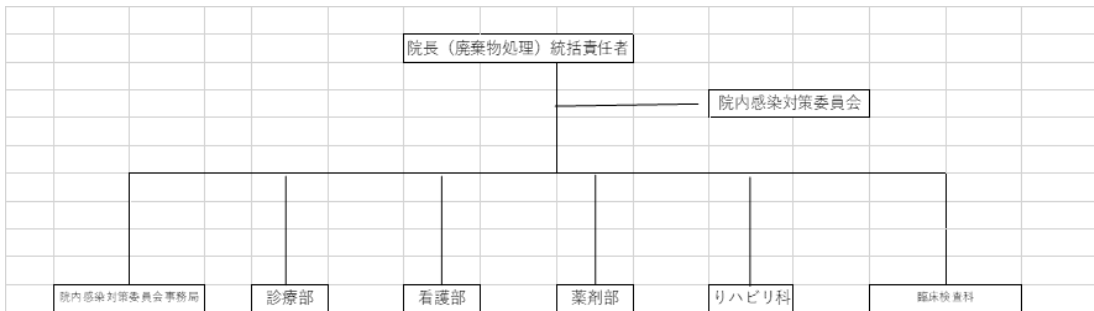 院長（廃棄物処理）統括責任者
院内感染対策委員会
院内感染対策委員会事務局
診療部
看護部
薬剤部
りハビリ科
臨床検査科